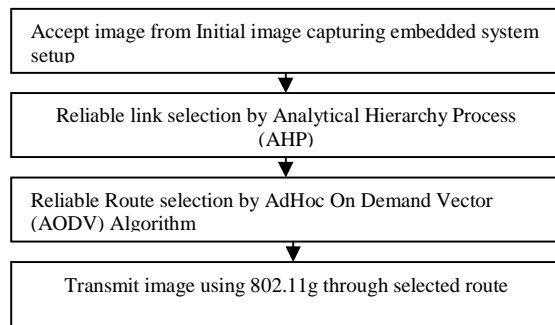 Accept image from Initial image capturing embedded system
setup
Reliable link selection by Analytical Hierarchy Process
(AHP)
Reliable Route selection by AdHoc On Demand Vector
(AODV) Algorithm
Transmit image using 802.11g through selected route